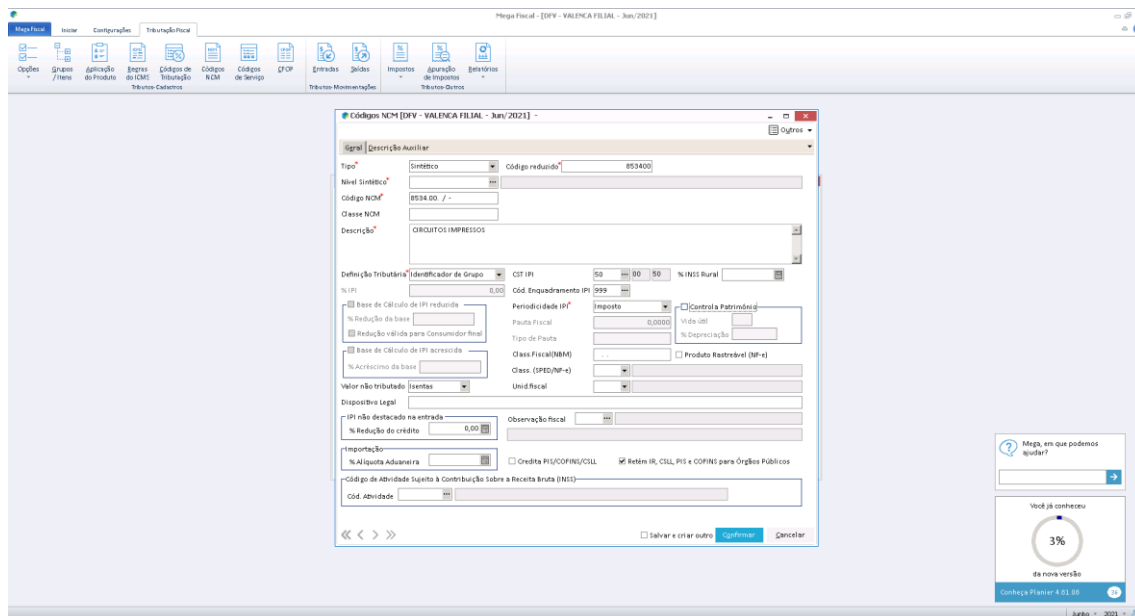 Mega Fiscal - [DFV - VALENCA FILIAL - Jun/2021]
Mega Fiscal Iniciar Configurações Tributação Fiscal
Opções Grupos / Itens Aplicação do Produto Regras do ICMS Códigos de Tributação Códigos NCM Códigos de Serviço CFOP Entradas Saídas Impostos Apuração de Impostos Relatórios
Tributos-Cadastros Tributos-Movimentações Tributos-Outros
Códigos NCM [DFV - VALENCA FILIAL - Jun/2021] -
Outros
Geral Descrição Auxiliar
Tipo* Sintético Código reduzido* 853400
Nível Sintético* ...
Código NCM* 8534.00. / -
Classe NCM
Descrição* CIRCUITOS IMPRESSOS
Definição Tributária* Identificador de Grupo CST IPI 50 ... 00 50 % INSS Rural
% IPI 0,00 Cód. Enquadramento IPI 999 ...
Base de Cálculo de IPI reduzida Periodicidade IPI* Imposto Controla Patrimônio
% Redução da base Pauta Fiscal 0,0000 Vida útil
Redução válida para Consumidor final Tipo de Pauta % Depreciação
Base de Cálculo de IPI acrescida Class.Fiscal(NBM) . . Produto Rastreável (NF-e)
% Acréscimo da base Class. (SPED/NF-e)
Valor não tributado Isentas Unid.fiscal
Dispositivo Legal
IPI não destacado na entrada Observação fiscal ...
% Redução do crédito 0,00
Importação
% Alíquota Aduaneira Credita PIS/COFINS/CSLL Retém IR, CSLL, PIS e COFINS para Órgãos Públicos
Código de Atividade Sujeito à Contribuição Sobre a Receita Bruta (INSS)
Cód. Atividade ...
Salvar e criar outro Confirmar Cancelar
Mega, em que podemos
ajudar?
Você já conheceu
3%
da nova versão
Conheça Planier 4.01.00 36
Junho 2021